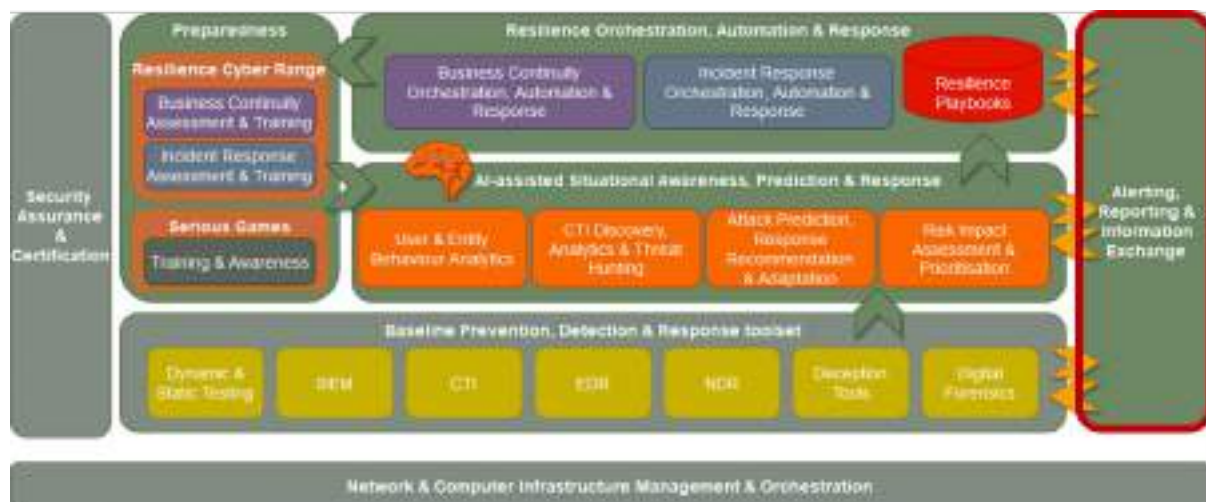 Security
Assurance
&
Certification
Preparedness
Resilience Cyber Range
Business Continuity
Assessment & Training
Incident Response
Assessment & Training
Serious Games
Training & Awareness
Resilience Orchestration, Automation & Response
Business Continuity
Orchestration, Automation &
Response
Incident Response
Orchestration, Automation &
Response
Resilience
Playbooks
AI-assisted Situational Awareness, Prediction & Response
User & Entity
Behaviour Analytics
CTI Discovery,
Analytics & Threat
Hunting
Attack Prediction,
Response
Recommendation
& Adaptation
Risk Impact
Assessment &
Prioritisation
Baseline Prevention, Detection & Response toolset
Dynamic &
Static Testing
SIEM
CTI
EDR
NDR
Deception
Tools
Digital
Forensics
Alerting,
Reporting &
Information
Exchange
Network & Computer Infrastructure Management & Orchestration